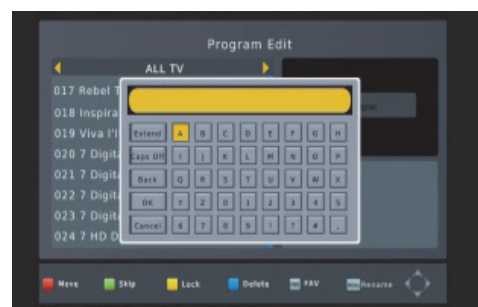 Program Edit
ALL TV
017 Rebel T
018 Inspira
019 Viva l'I
020 7 Digit
021 7 Digit
022 7 Digit
023 7 Digit
024 7 HD D
Extend A B C D E F G H
Caps Off I J K L M N O P
Back Q R S T U V W X
OK Y Z 0 1 2 3 4 5
Cancel 6 7 8 9 ! ? # .
Move Skip Lock Delete FAV Rename